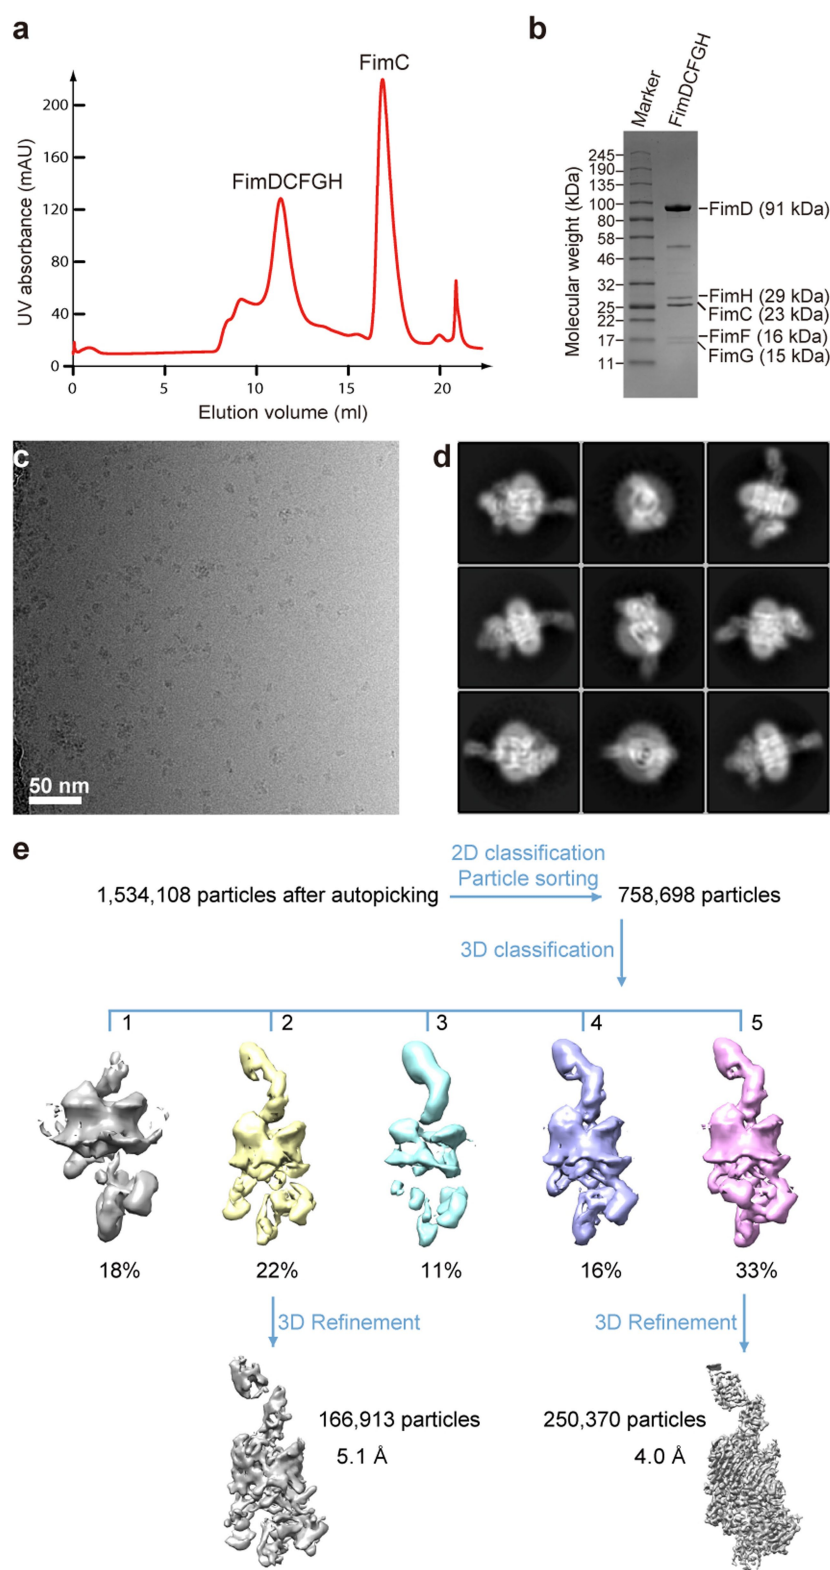 a
FimDCFGH
FimC
UV absorbance (mAU)
200
160
120
80
40
0
0
5
10
15
20
Elution volume (ml)
b
Marker
FimDCFGH
Molecular weight (kDa)
245
190
135
100
80
58
46
32
25
22
17
11
FimD (91 kDa)
FimH (29 kDa)
FimC (23 kDa)
FimF (16 kDa)
FimG (15 kDa)
c
50 nm
d
e
1,534,108 particles after autopicking
2D classification
Particle sorting
758,698 particles
3D classification
1
2
3
4
5
18%
22%
11%
16%
33%
3D Refinement
3D Refinement
166,913 particles
5.1 Å
250,370 particles
4.0 Å